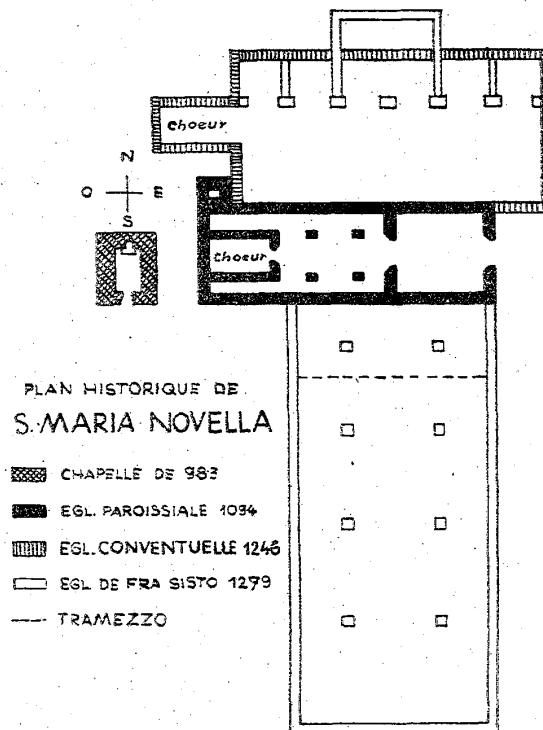 Choeur
N
O E
S
Choeur
PLAN HISTORIQUE DE
S. MARIA NOVELLA
CHAPELLE DE 983
EGL. PAROISSIALE 1094
EGL. CONVENTUELLE 1246
EGL DE FRA SISTO 1279
TRAMEZZO